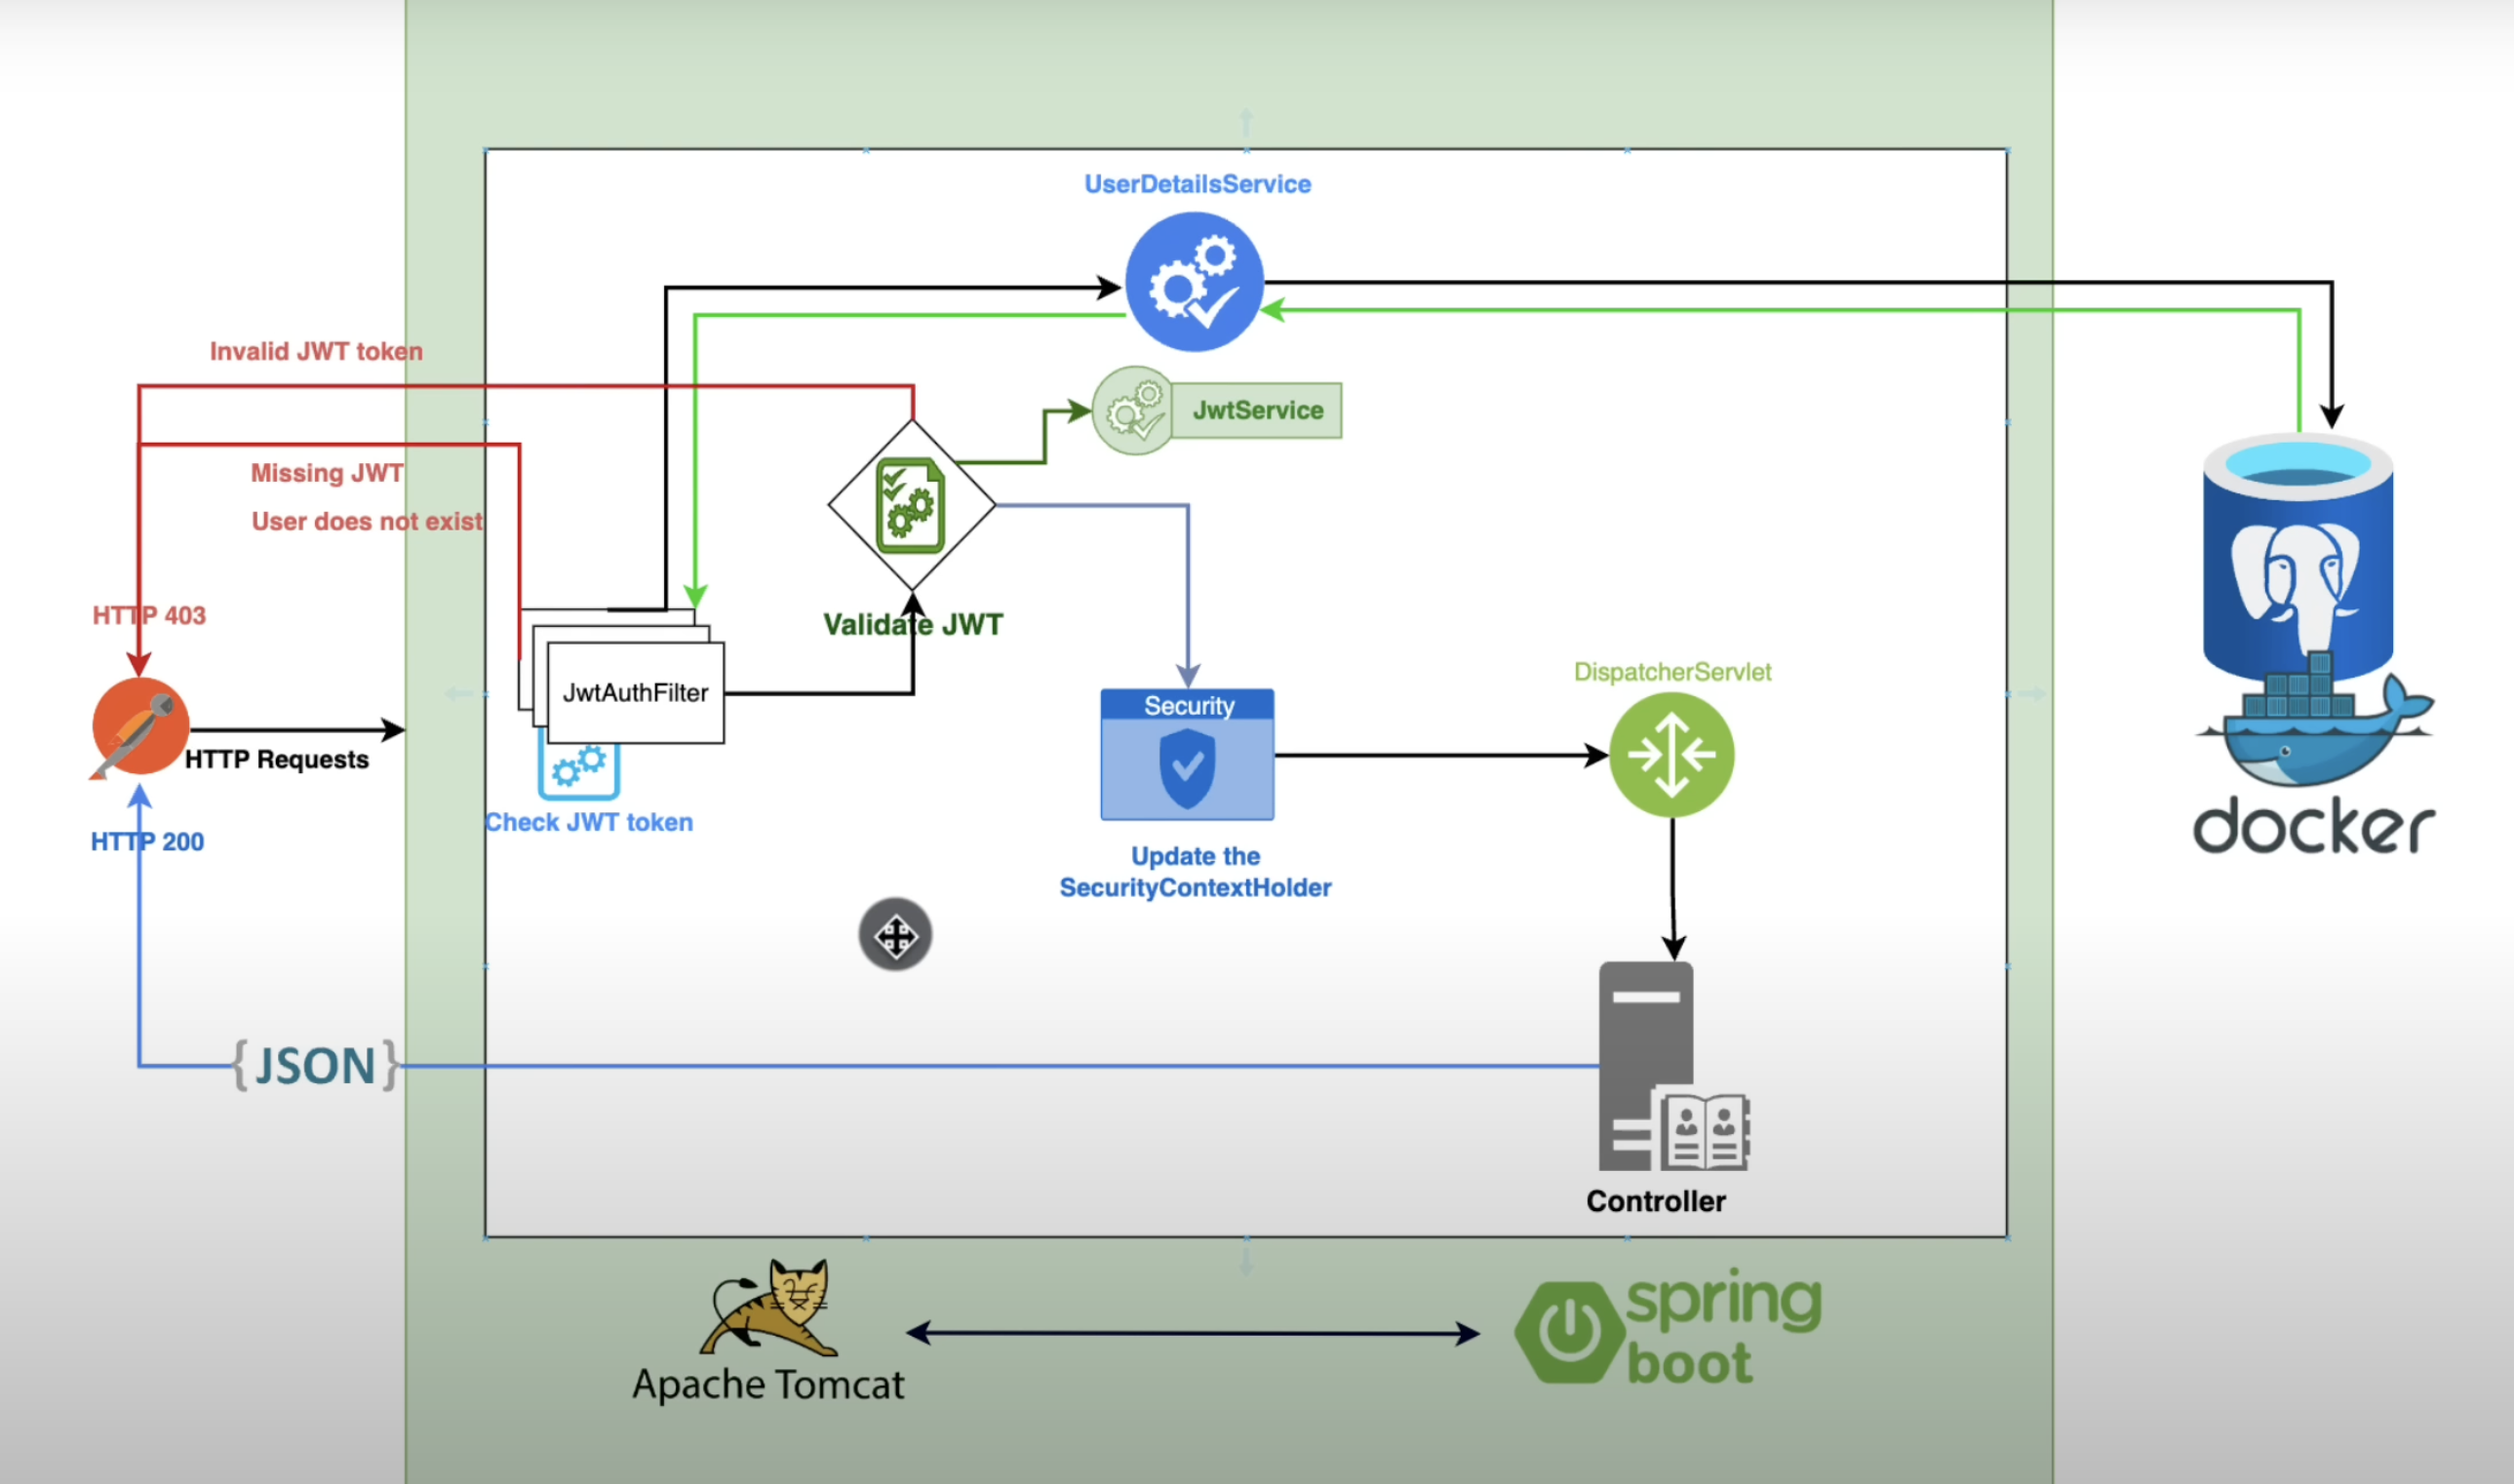 UserDetailsService
Invalid JWT token
JwtService
Missing JWT
User does not exist
HTTP 403
Validate JWT
JwtAuthFilter
DispatcherServlet
Security
HTTP Requests
Check JWT token
HTTP 200
docker
Update the
SecurityContextHolder
{JSON}
Controller
spring
boot
Apache Tomcat